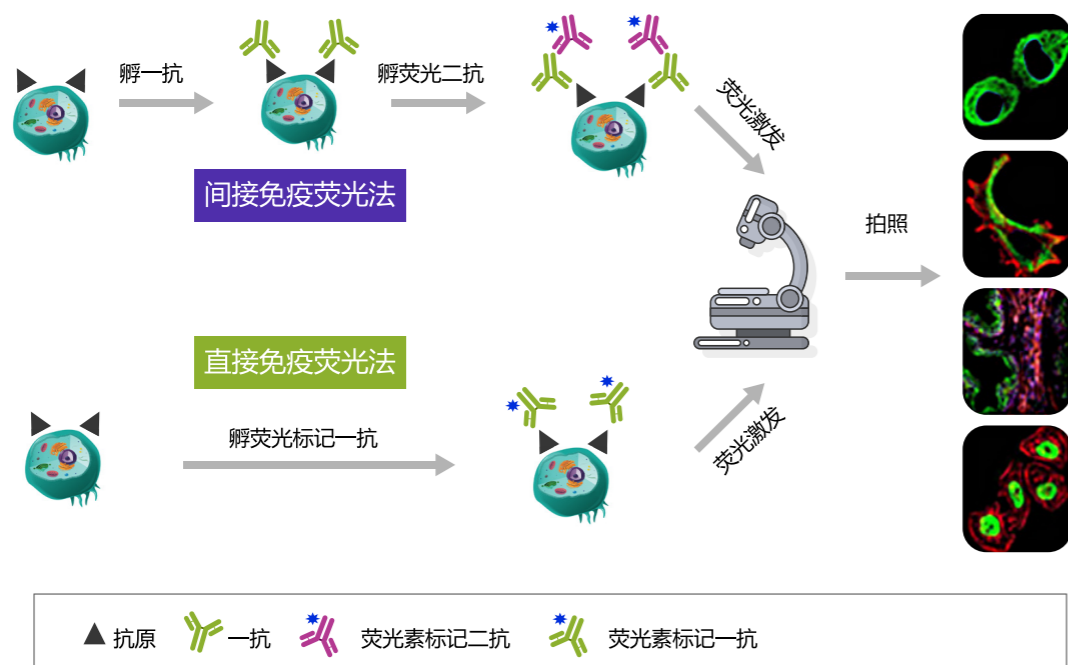 孵一抗
孵荧光二抗
荧光激发
间接免疫荧光法
拍照
直接免疫荧光法
孵荧光标记一抗
荧光激发
抗原
一抗
荧光素标记二抗
荧光素标记一抗